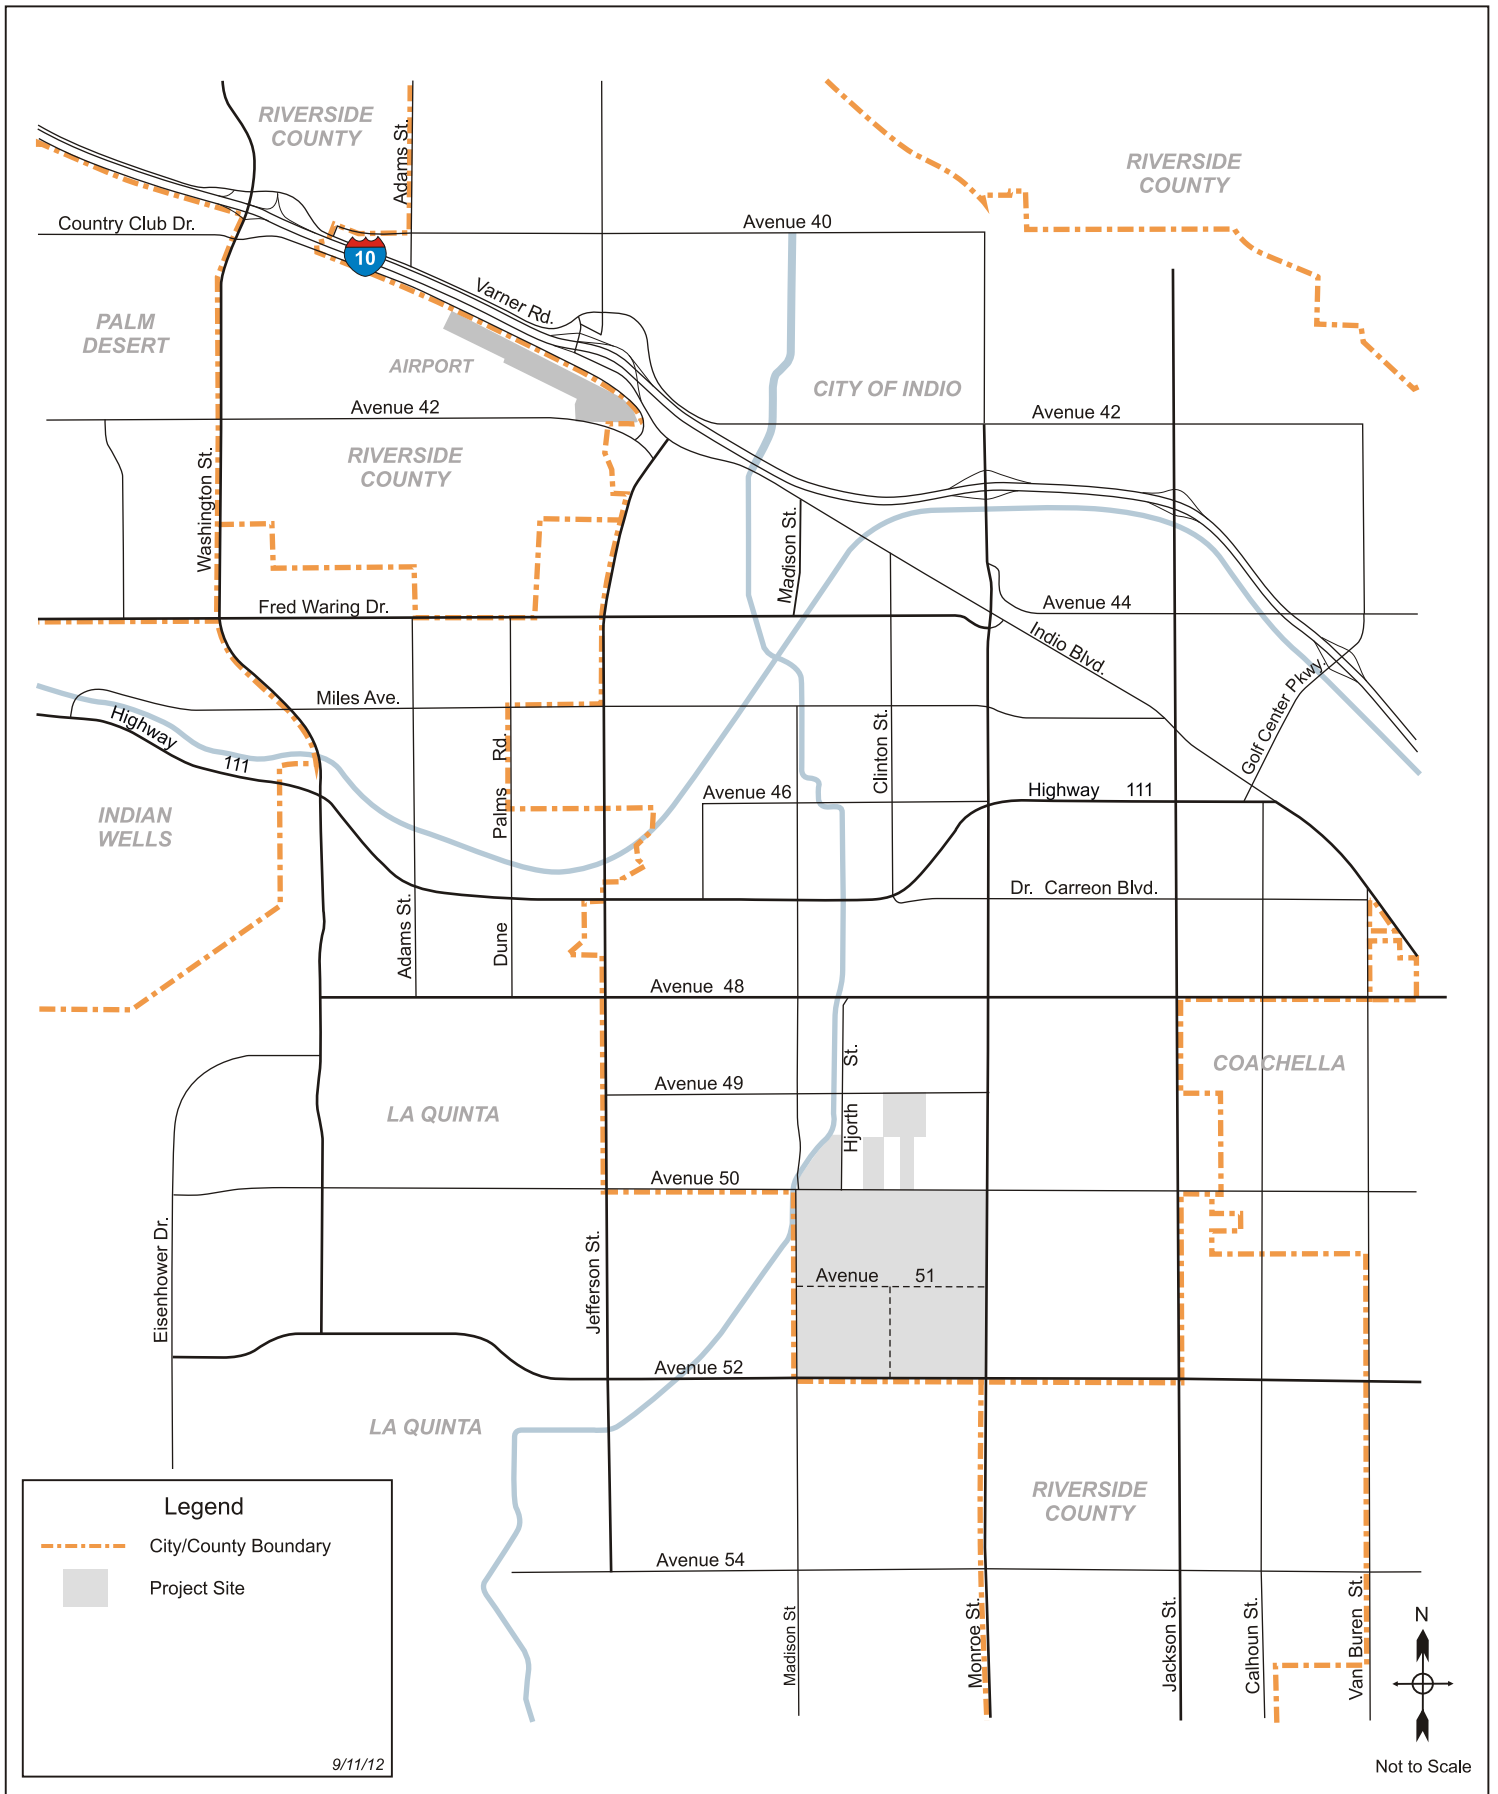 RIVERSIDE
COUNTY
Adams St.
RIVERSIDE
COUNTY
Country Club Dr.
Avenue 40
10
Varner Rd.
PALM
DESERT
AIRPORT
CITY OF INDIO
Avenue 42
Avenue 42
RIVERSIDE
COUNTY
Washington St.
Madison St.
Fred Waring Dr.
Avenue 44
Indio Blvd.
Miles Ave.
Highway 111
Palms Rd.
Dune
Clinton St.
Golf Center Pkwy.
Avenue 46
Highway 111
INDIAN
WELLS
Dr. Carreon Blvd.
Adams St.
Avenue 48
Hjorth St.
COACHELLA
Avenue 49
LA QUINTA
Avenue 50
Eisenhower Dr.
Jefferson St.
Avenue 51
Avenue 52
LA QUINTA
RIVERSIDE
COUNTY
Avenue 54
Madison St
Monroe St.
Jackson St.
Calhoun St.
Van Buren St.
Legend
City/County Boundary
Project Site
9/11/12
N
Not to Scale